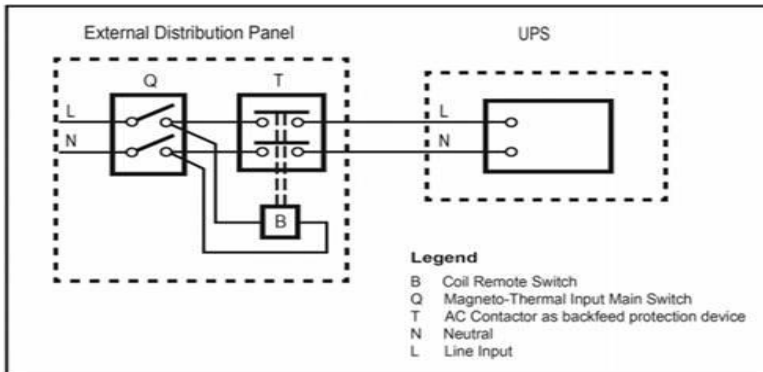 External Distribution Panel
UPS
Q
T
L
N
L
N
B
Legend
B Coil Remote Switch
Q Magneto-Thermal Input Main Switch
T AC Contactor as backfeed protection device
N Neutral
L Line Input